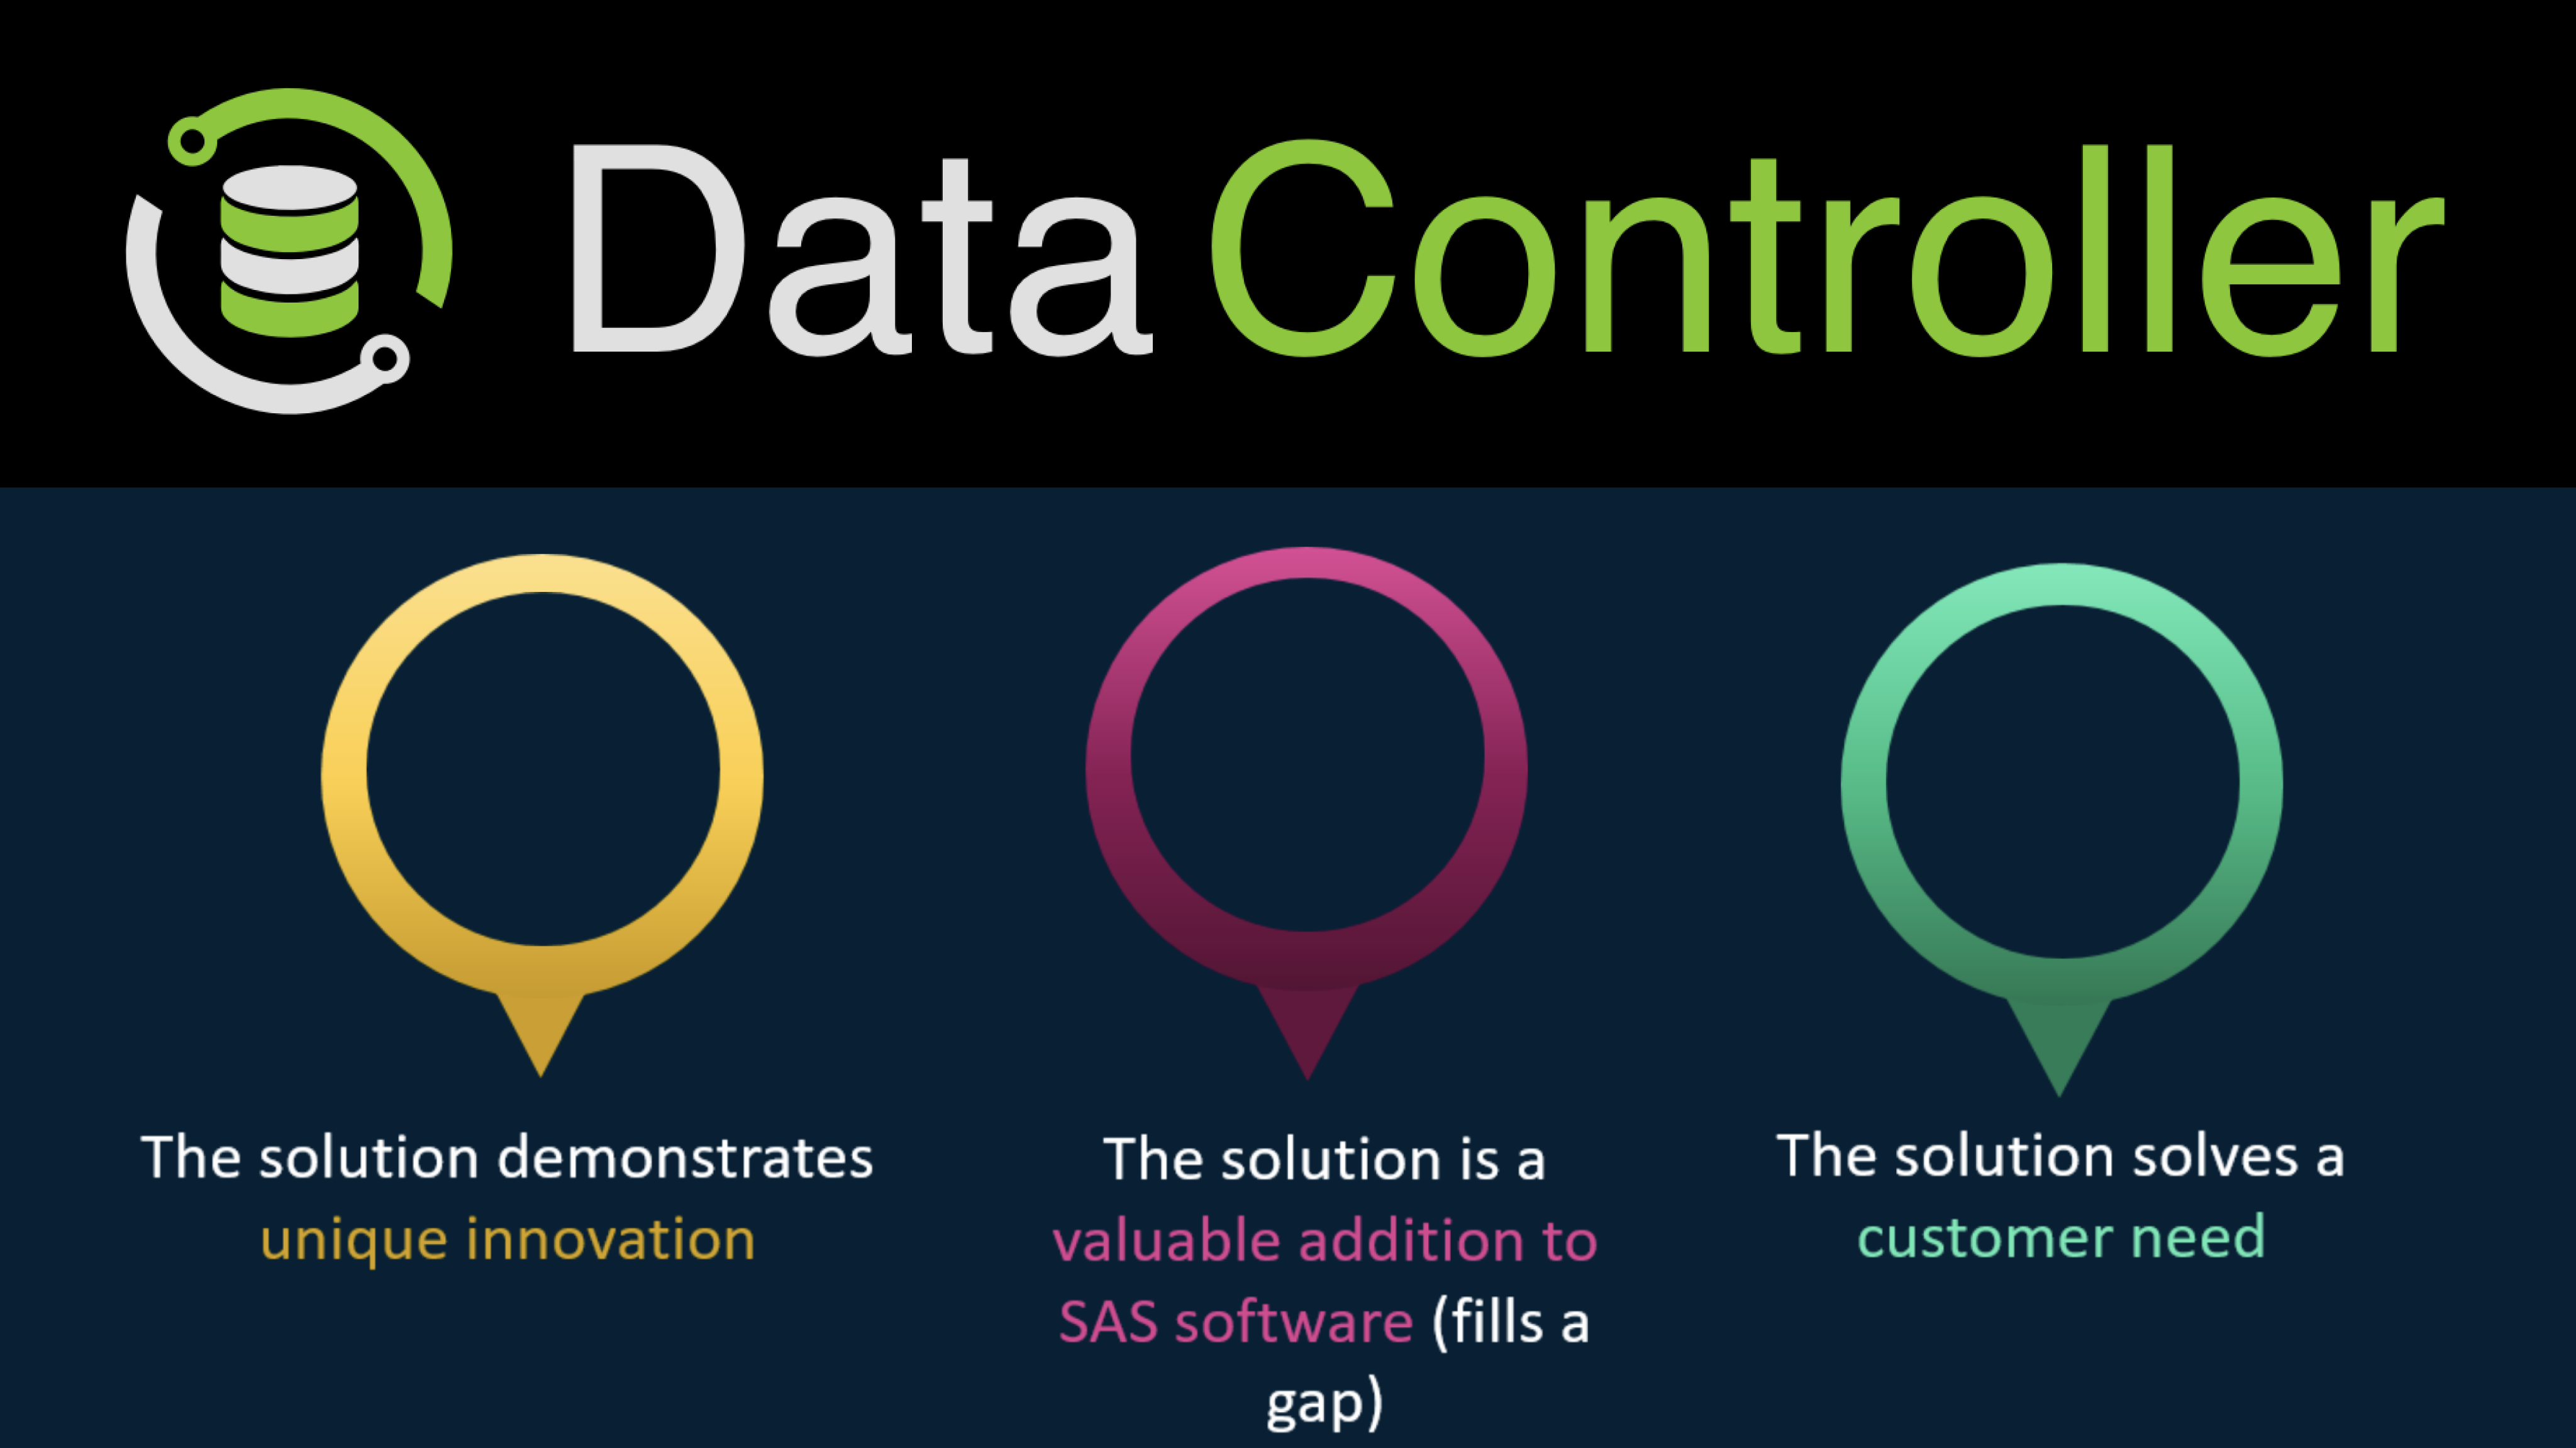 Data Controller
The solution demonstrates
unique innovation
The solution is a
valuable addition to
SAS software (fills a
gap)
The solution solves a
customer need